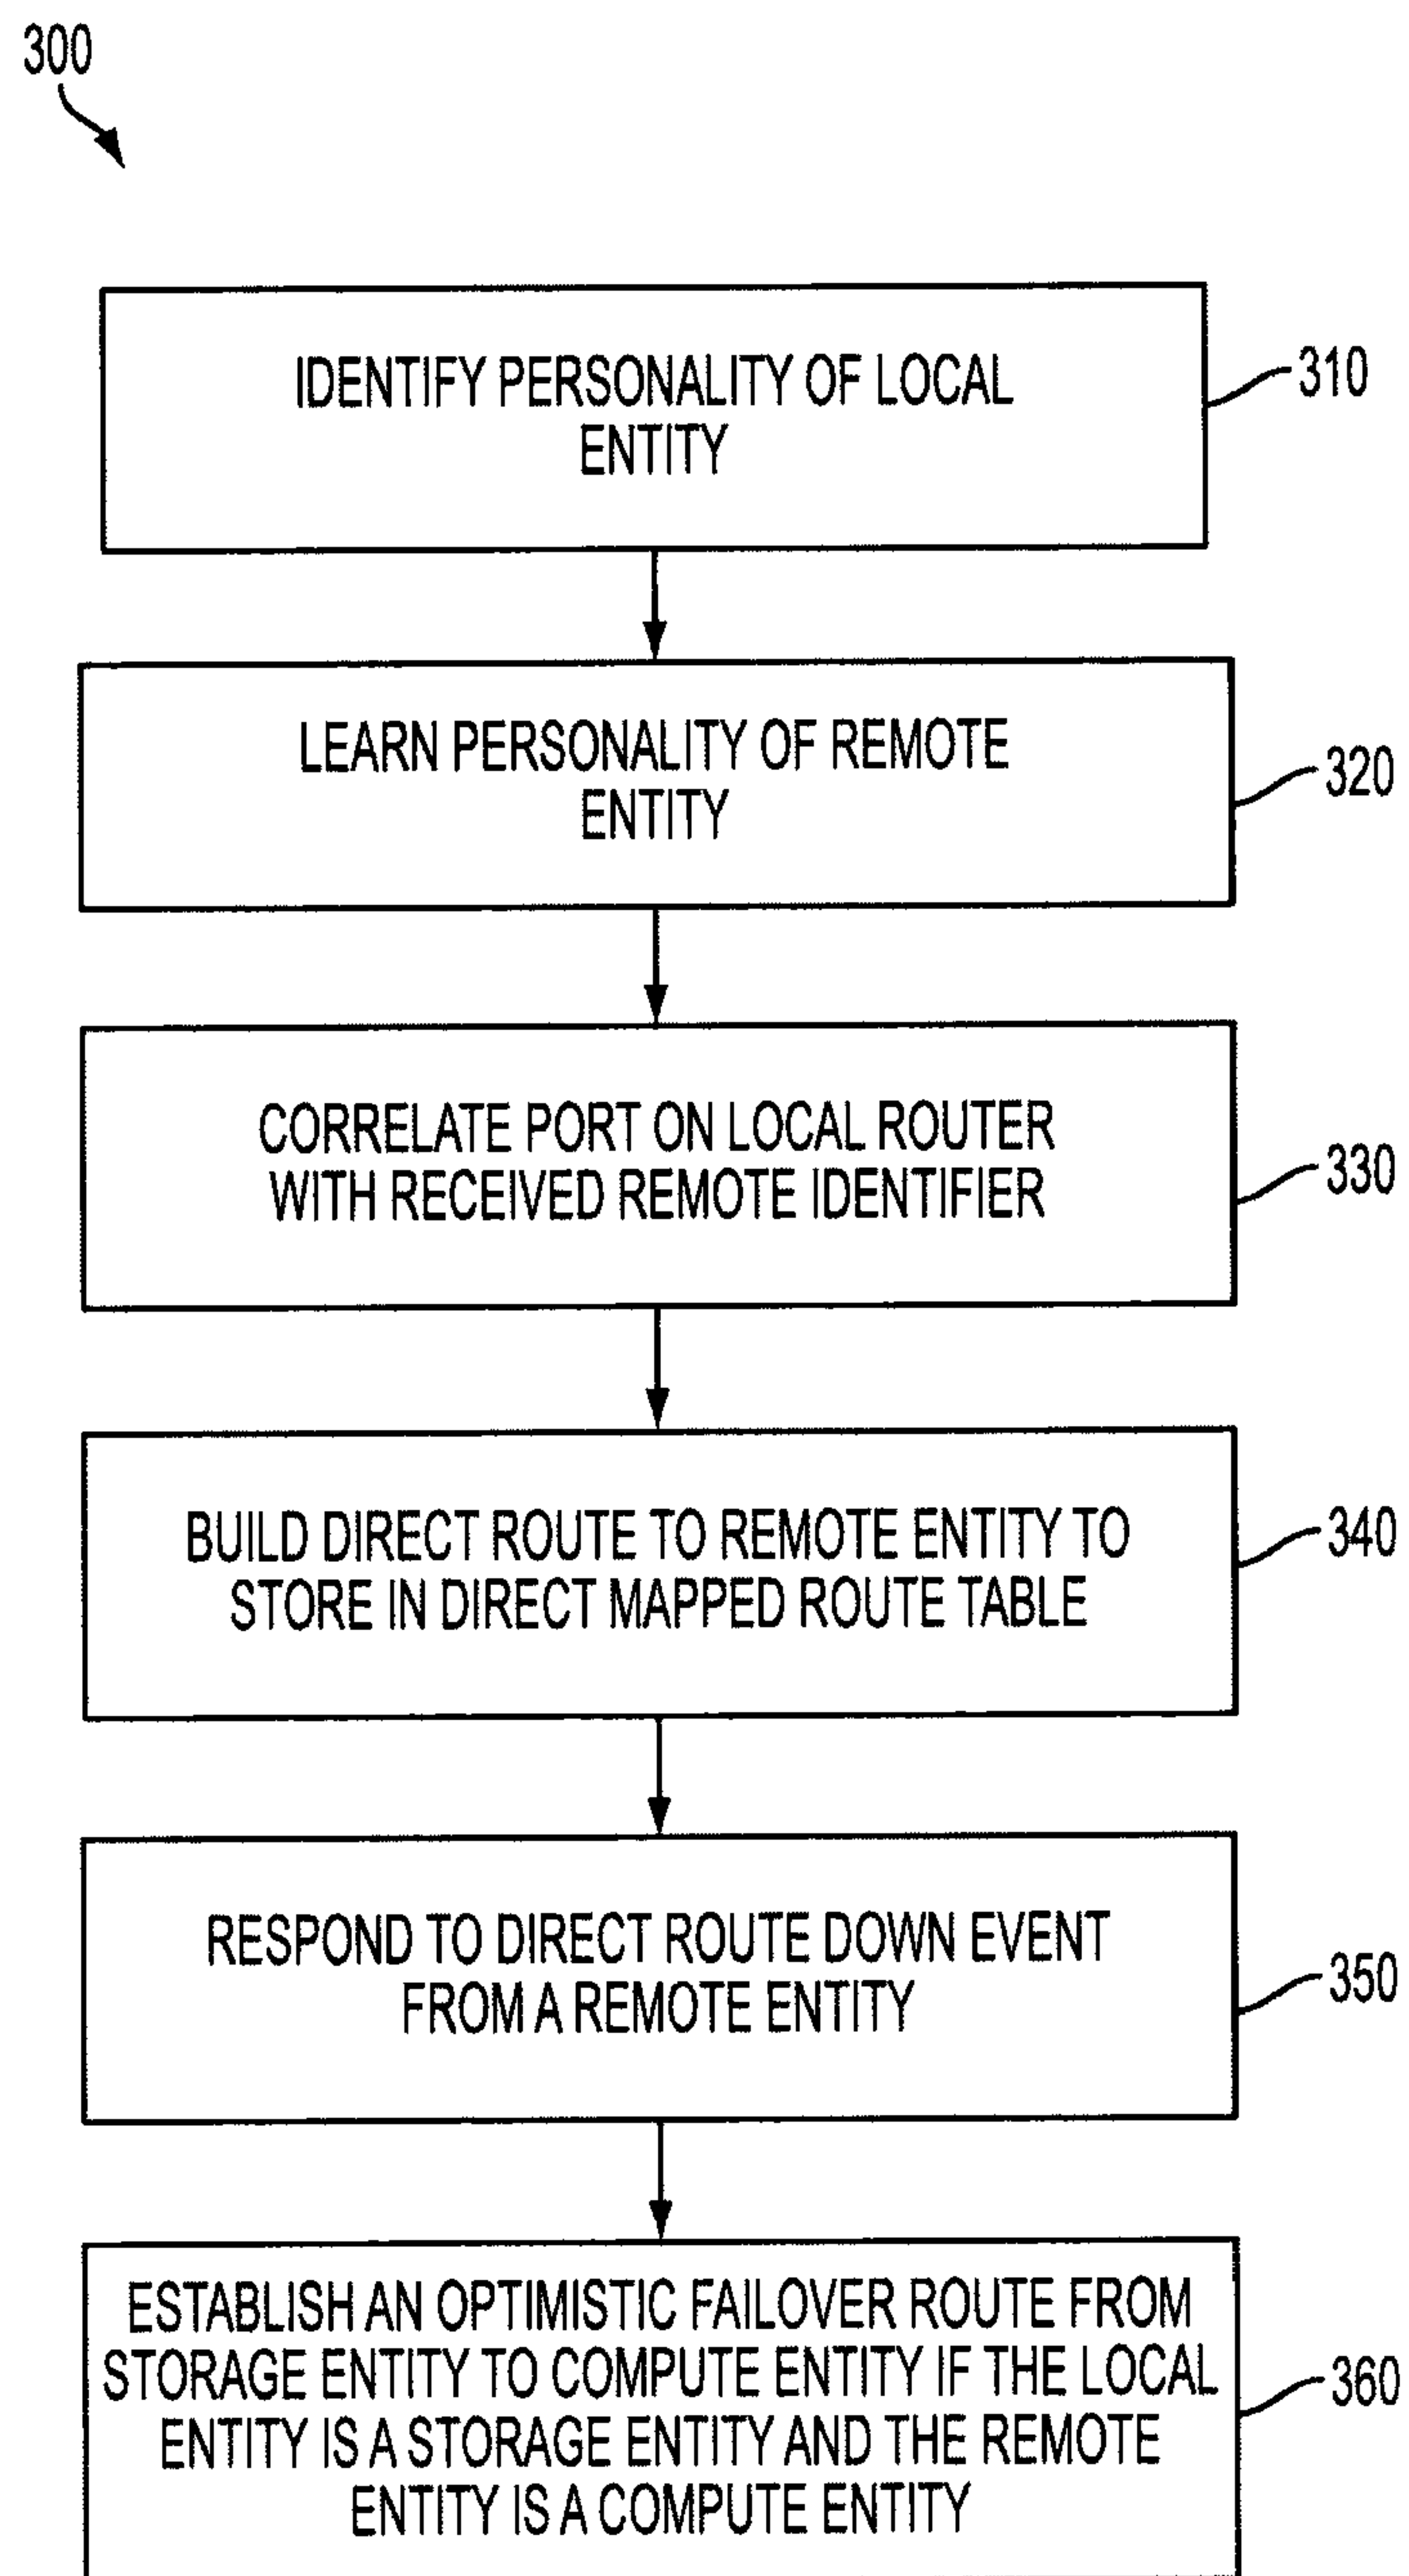 300
IDENTIFY PERSONALITY OF LOCAL
ENTITY
310
LEARN PERSONALITY OF REMOTE
ENTITY
320
CORRELATE PORT ON LOCAL ROUTER
WITH RECEIVED REMOTE IDENTIFIER
330
BUILD DIRECT ROUTE TO REMOTE ENTITY TO
STORE IN DIRECT MAPPED ROUTE TABLE
340
RESPOND TO DIRECT ROUTE DOWN EVENT
FROM A REMOTE ENTITY
350
ESTABLISH AN OPTIMISTIC FAILOVER ROUTE FROM
STORAGE ENTITY TO COMPUTE ENTITY IF THE LOCAL
ENTITY IS A STORAGE ENTITY AND THE REMOTE
ENTITY IS A COMPUTE ENTITY
360